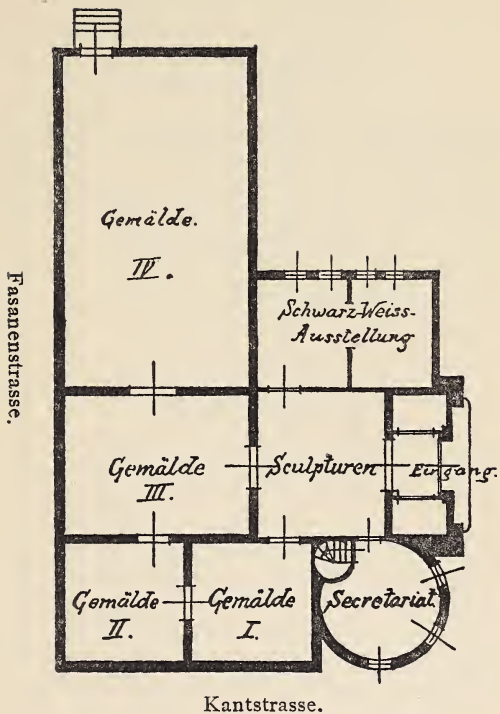 Gemälde.
IV.
Fasanenstrasse.
Schwarz-Weiss-
Ausstellung
Gemälde
III.
Sculpturen
Eingang.
Gemälde
II.
Gemälde
I.
Secretariat.
Kantstrasse.